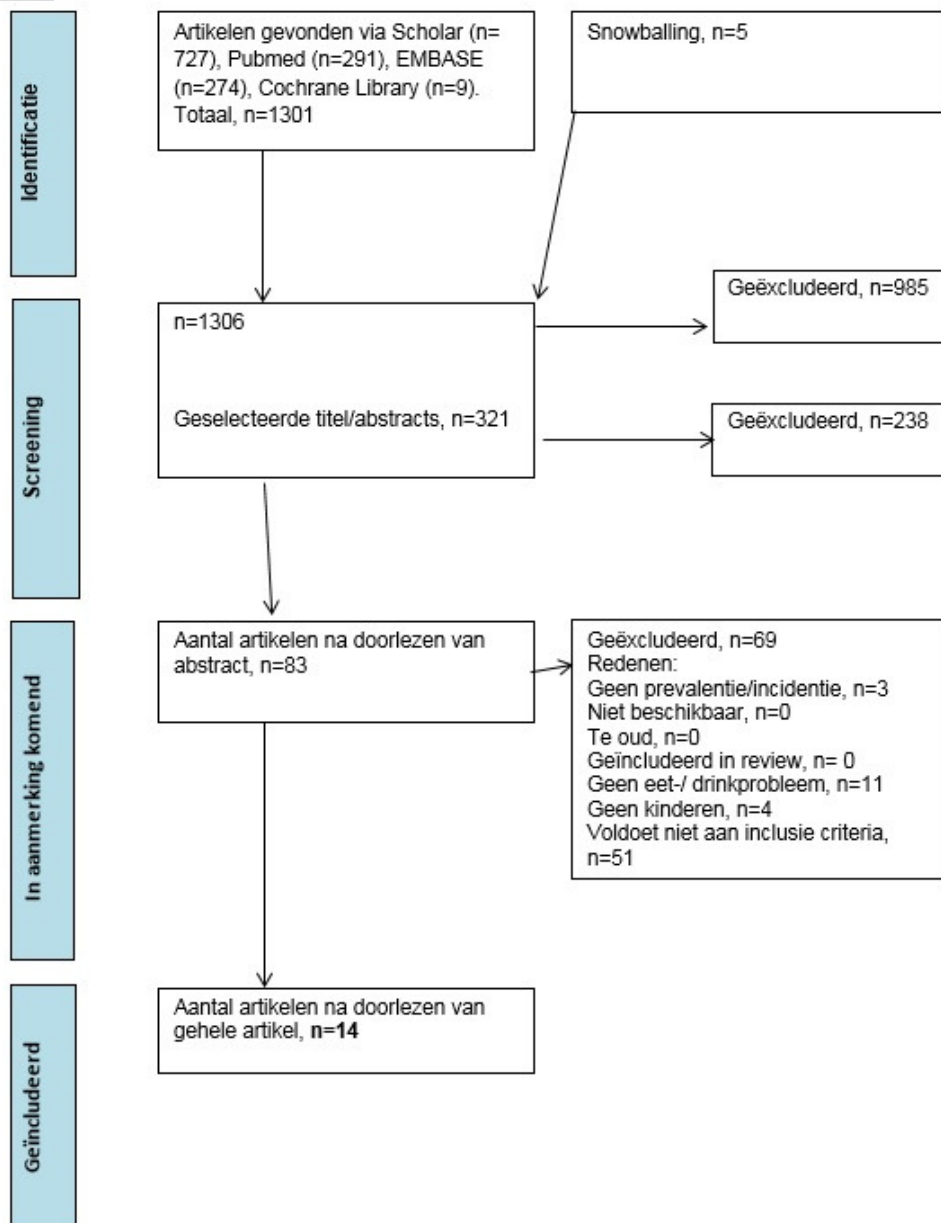 Identificatie
Artikelen gevonden via Scholar (n=
727), Pubmed (n=291), EMBASE
(n=274), Cochrane Library (n=9).
Totaal, n=1301
Snowballing, n=5
Screening
n=1306
Geselecteerde titel/abstracts, n=321
Geëxcludeerd, n=985
Geëxcludeerd, n=238
In aanmerking komend
Aantal artikelen na doorlezen van
abstract, n=83
Geëxcludeerd, n=69
Redenen:
Geen prevalentie/incidentie, n=3
Niet beschikbaar, n=0
Te oud, n=0
Geïncludeerd in review, n= 0
Geen eet-/ drinkprobleem, n=11
Geen kinderen, n=4
Voldoet niet aan inclusie criteria,
n=51
Geïncludeerd
Aantal artikelen na doorlezen van
gehele artikel, n=14